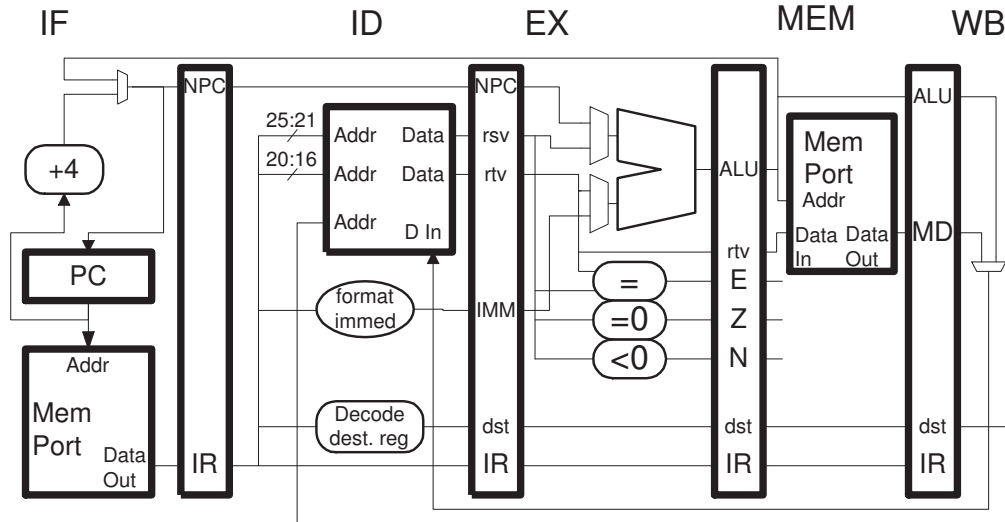 IF
ID
EX
MEM
WB
NPC
NPC
ALU
25:21
Addr
Data
rsv
20:16
Addr
Data
rtv
Addr
D In
+4
ALU
Mem
Port
Addr
Data
In
Data
Out
MD
PC
rtv
format
immed
IMM
=
E
=0
Z
<0
N
Addr
Mem
Port
Data
Out
Decode
dest. reg
dst
dst
dst
IR
IR
IR
IR